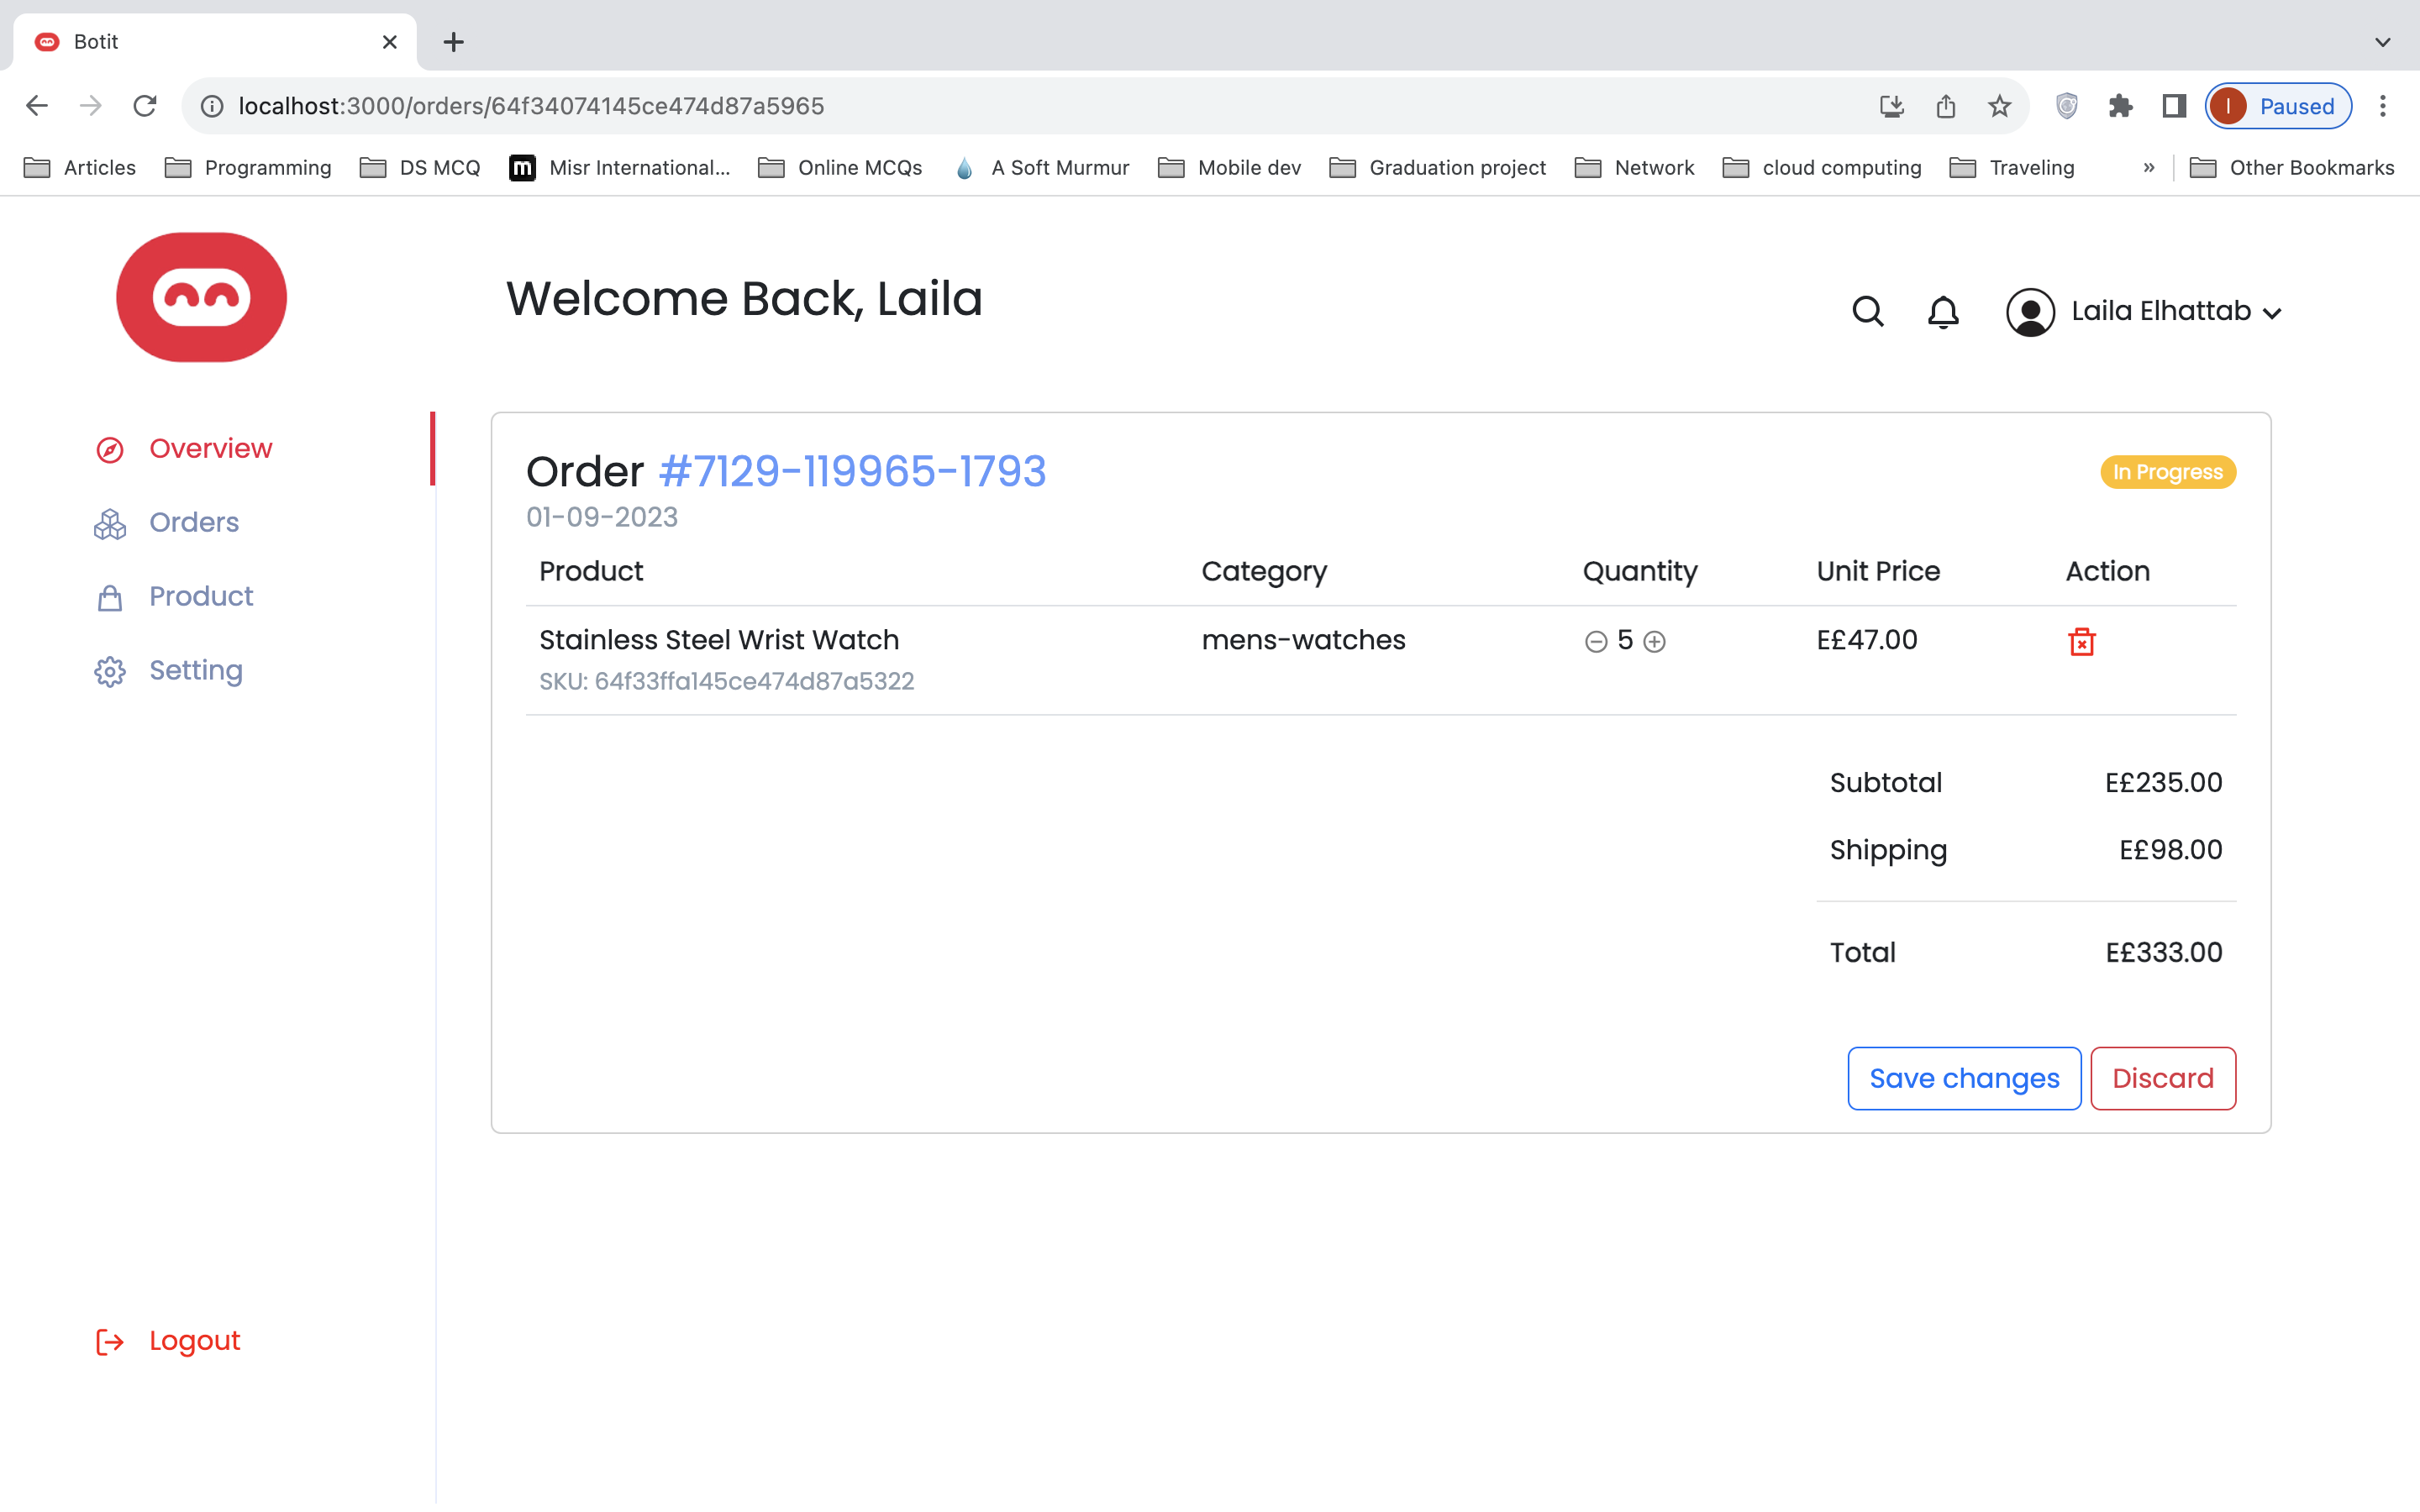 Botit
localhost:3000/orders/64f34074145ce474d87a5965
Paused
Articles Programming DS MCQ m Misr International... Online MCQs A Soft Murmur Mobile dev Graduation project Network cloud computing Traveling » Other Bookmarks
Welcome Back, Laila
Laila Elhattab
Overview
Orders
Product
Setting
Logout
Order #7129-119965-1793
In Progress
01-09-2023
Product Category Quantity Unit Price Action
Stainless Steel Wrist Watch mens-watches 5 E£47.00
SKU: 64f33ffa145ce474d87a5322
Subtotal E£235.00
Shipping E£98.00
Total E£333.00
Save changes Discard